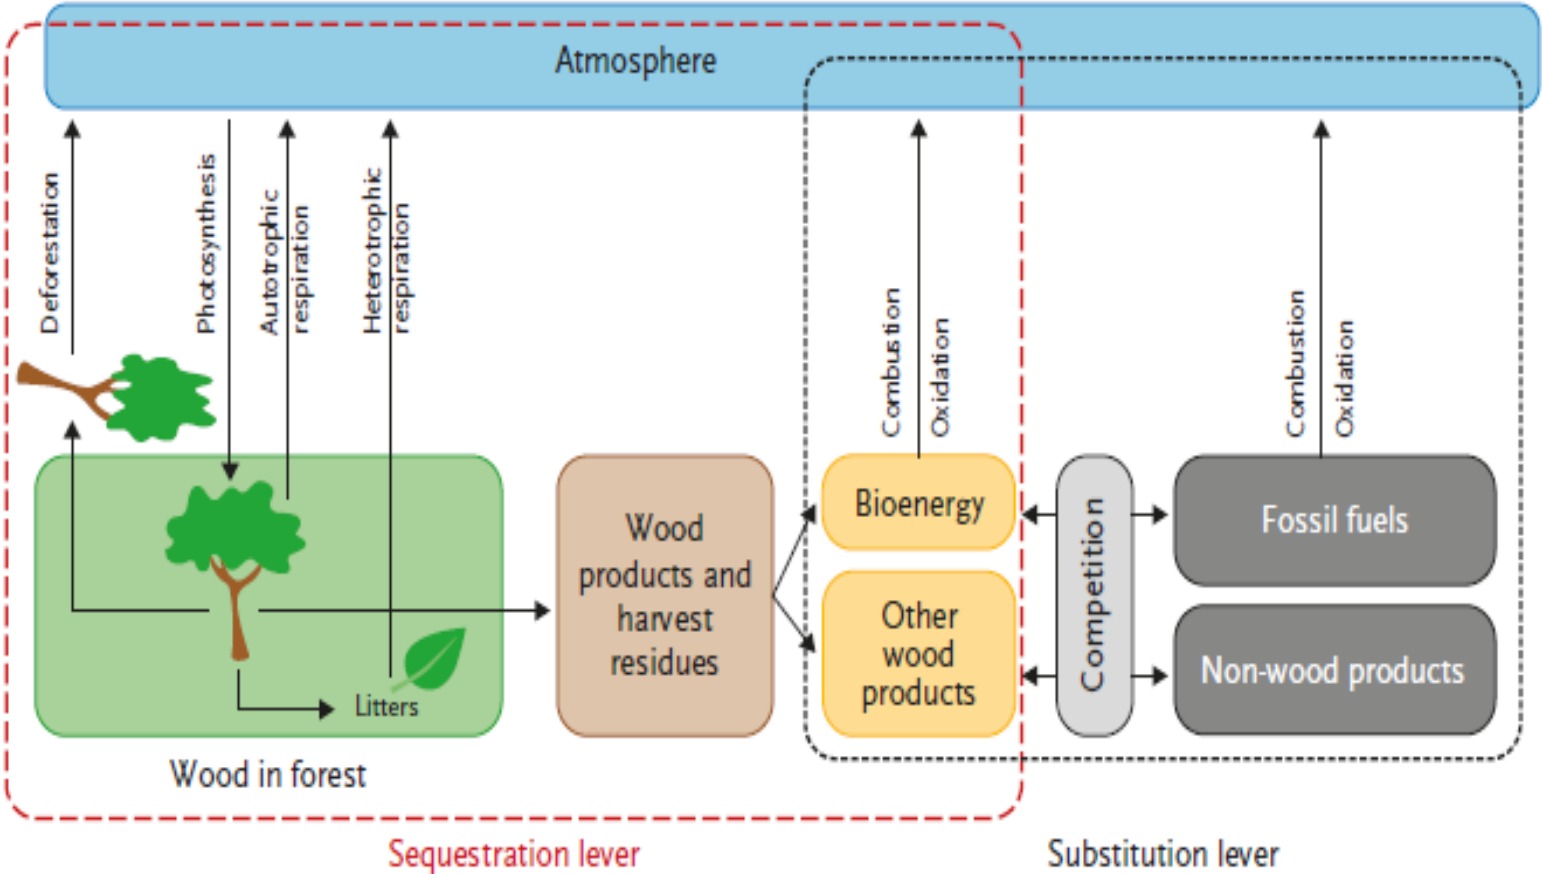 Atmosphere
Deforestation
Photosynthesis
Autotrophic
respiration
Heterotrophic
respiration
Combustion
Oxidation
Combustion
Oxidation
Wood
products and
harvest
residues
Bioenergy
Other
wood
products
Competition
Fossil fuels
Non-wood products
Litters
Wood in forest
Sequestration lever
Substitution lever